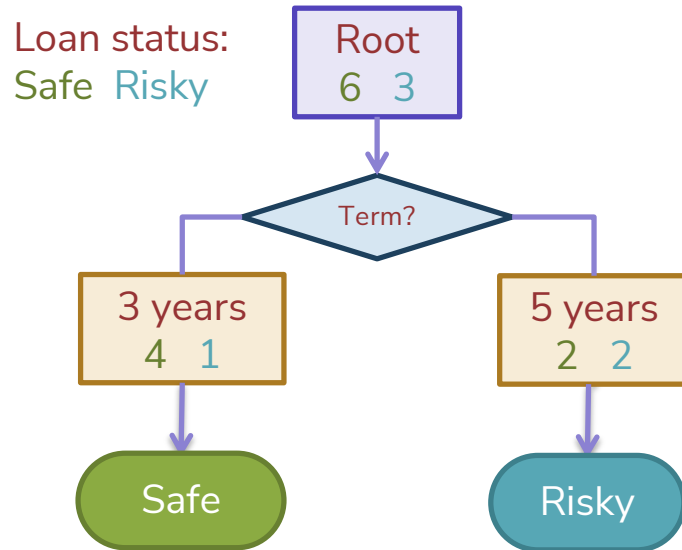 Loan status:
Safe Risky
Root
6 3
Term?
3 years
4 1
5 years
2 2
Safe
Risky